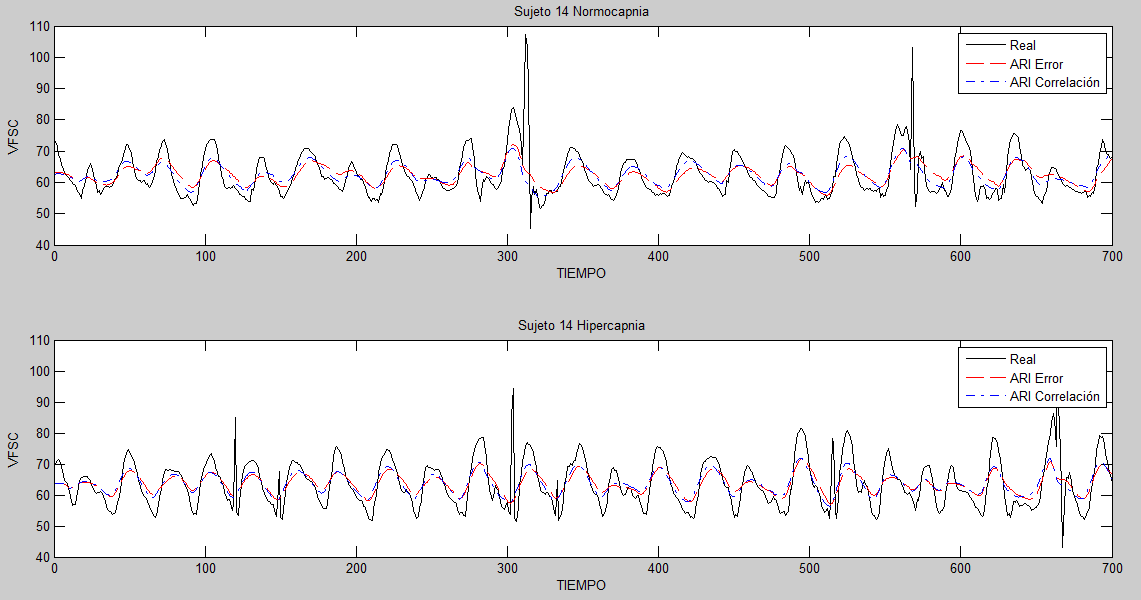 Sujeto 14 Normocapnia
110
100
90
80
70
60
50
40
VFSC
Real
ARI Error
ARI Correlación
0 100 200 300 400 500 600 700
TIEMPO
Sujeto 14 Hipercapnia
110
100
90
80
70
60
50
40
VFSC
Real
ARI Error
ARI Correlación
0 100 200 300 400 500 600 700
TIEMPO